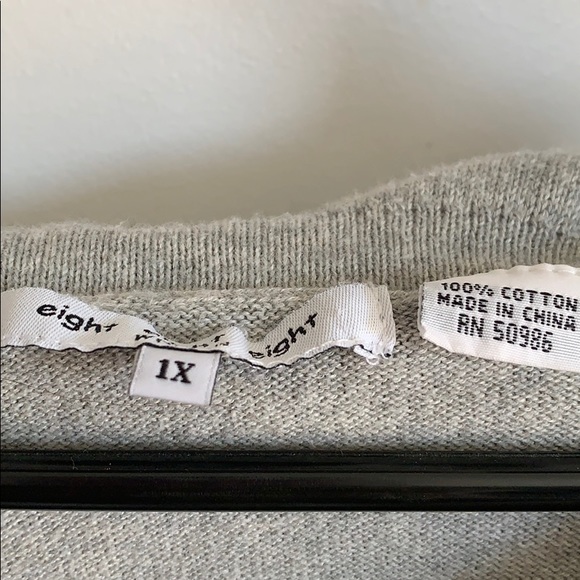 eight
eight
1X
100% COTTON
MADE IN CHINA
RN 50986